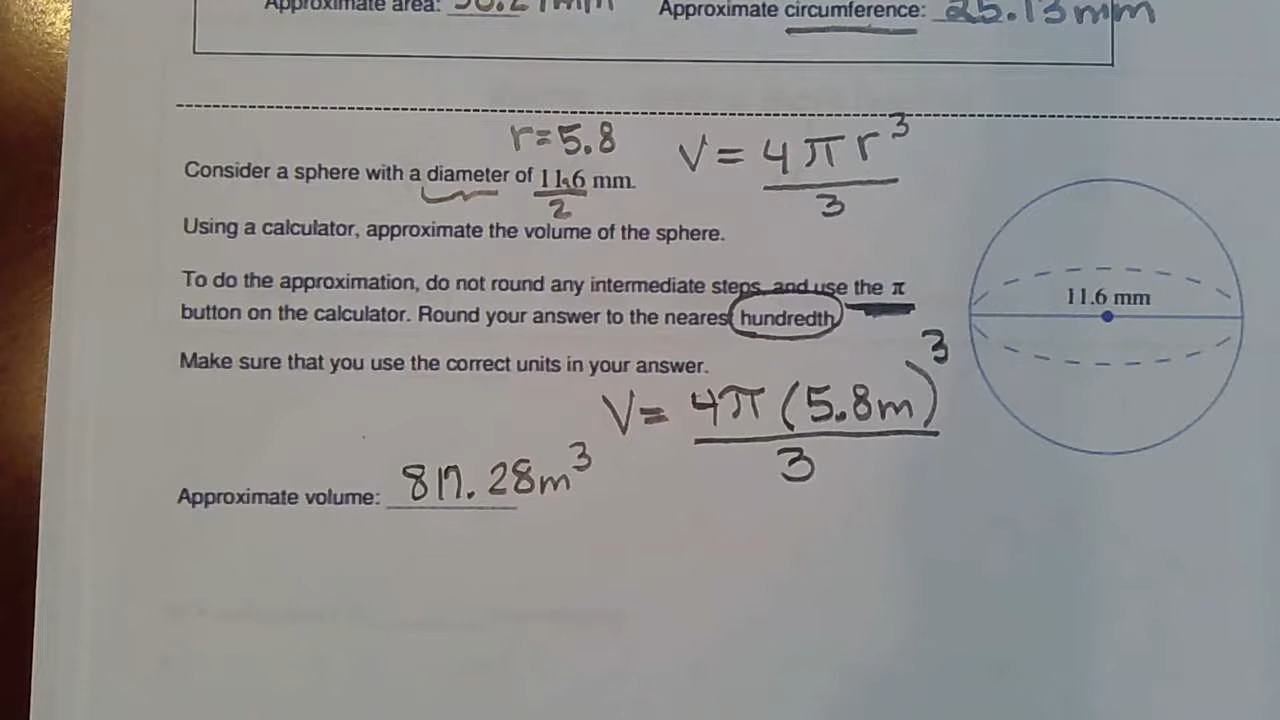 Approximate area: Approximate circumference: 25.13mm
r=5.8
V = 4πr³
3
Consider a sphere with a diameter of 11.6 mm.
2
Using a calculator, approximate the volume of the sphere.
To do the approximation, do not round any intermediate steps, and use the π
button on the calculator. Round your answer to the neares hundredth
11.6 mm
Make sure that you use the correct units in your answer.
V= 4π(5.8m)³
3
Approximate volume: 817.28m³